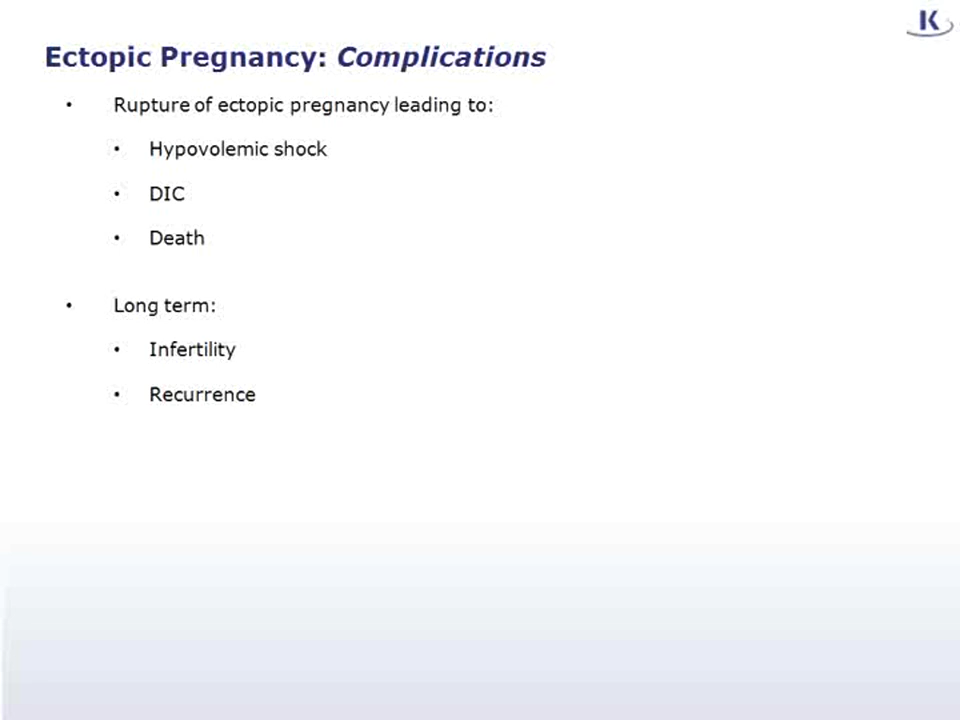 K
Ectopic Pregnancy: Complications
• Rupture of ectopic pregnancy leading to:
• Hypovolemic shock
• DIC
• Death
• Long term:
• Infertility
• Recurrence